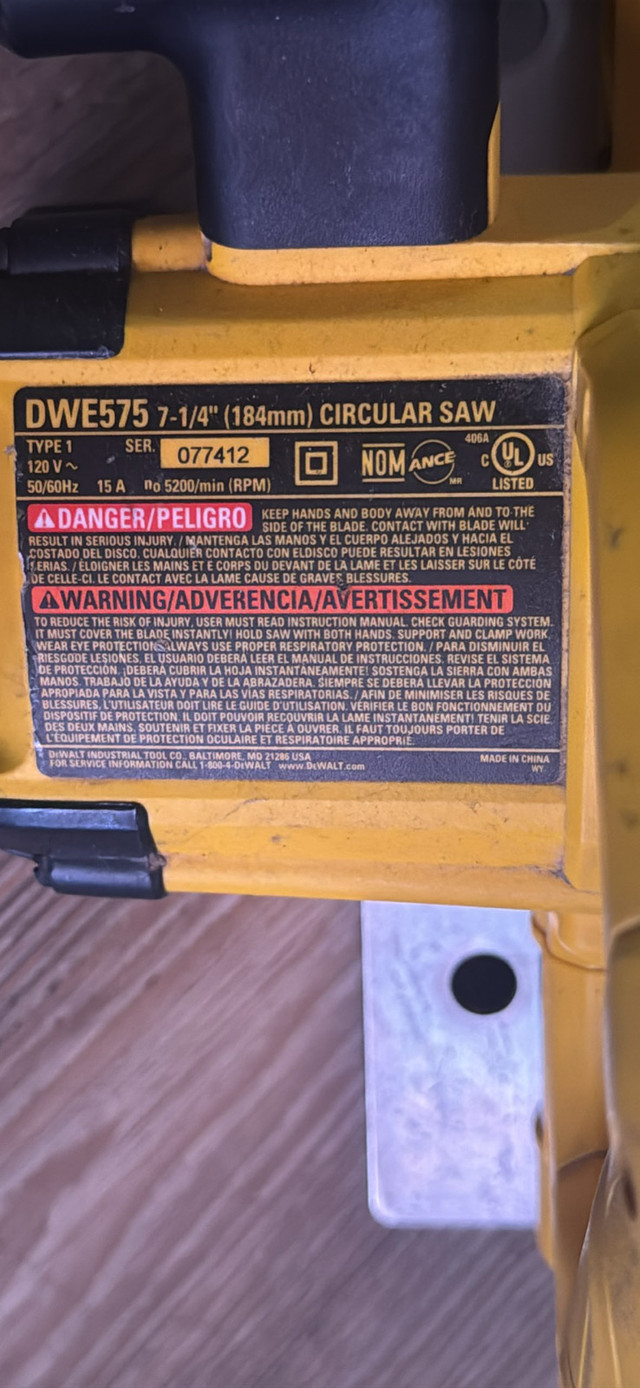 DWE575 7-1/4" (184mm) CIRCULAR SAW
TYPE 1 SER. 077412
120 V ~
50/60Hz 15 A no 5200/min (RPM)
NOM ANCE MR
406A
C UL US
LISTED
DANGER/PELIGRO KEEP HANDS AND BODY AWAY FROM AND TO THE
SIDE OF THE BLADE. CONTACT WITH BLADE WILL
RESULT IN SERIOUS INJURY. / MANTENGA LAS MANOS Y EL CUERPO ALEJADOS Y HACIA EL
COSTADO DEL DISCO. CUALQUIER CONTACTO CON ELDISCO PUEDE RESULTAR EN LESIONES
ERIAS. / ÉLOIGNER LES MAINS ET E CORPS DU DEVANT DE LA LAME ET LES LAISSER SUR LE CÔTÉ
DE CELLE-CI. LE CONTACT AVEC LA LAME CAUSE DE GRAVES BLESSURES.
WARNING/ADVERENCIA/AVERTISSEMENT
TO REDUCE THE RISK OF INJURY, USER MUST READ INSTRUCTION MANUAL. CHECK GUARDING SYSTEM.
IT MUST COVER THE BLADE INSTANTLY! HOLD SAW WITH BOTH HANDS. SUPPORT AND CLAMP WORK.
WEAR EYE PROTECTION. ALWAYS USE PROPER RESPIRATORY PROTECTION. / PARA DISMINUIR EL
RIESGODE LESIONES, EL USUARIO DEBERÁ LEER EL MANUAL DE INSTRUCCIONES. REVISE EL SISTEMA
DE PROTECCIÓN. ¡DEBERÁ CUBRIR LA HOJA INSTANTÁNEAMENTE! SOSTENGA LA SIERRA CON AMBAS
MANOS. TRABAJO DE LA AYUDA Y DE LA ABRAZADERA. SIEMPRE SE DEBERÁ LLEVAR LA PROTECCIÓN
APROPIADA PARA LA VISTA Y PARA LAS VÍAS RESPIRATORIAS. / AFIN DE MINIMISER LES RISQUES DE
BLESSURES, L'UTILISATEUR DOIT LIRE LE GUIDE D'UTILISATION. VÉRIFIER LE BON FONCTIONNEMENT DU
DISPOSITIF DE PROTECTION. IL DOIT POUVOIR RECOUVRIR LA LAME INSTANTANEMENT! TENIR LA SCIE
DES DEUX MAINS. SOUTENIR ET FIXER LA PIÈCE À OUVRER. IL FAUT TOUJOURS PORTER DE
L'ÉQUIPEMENT DE PROTECTION OCULAIRE ET RESPIRATOIRE APPROPRIÉ.
DEWALT INDUSTRIAL TOOL CO., BALTIMORE, MD 21286 USA MADE IN CHINA
FOR SERVICE INFORMATION CALL 1-800-4-DEWALT www.DEWALT.com WY